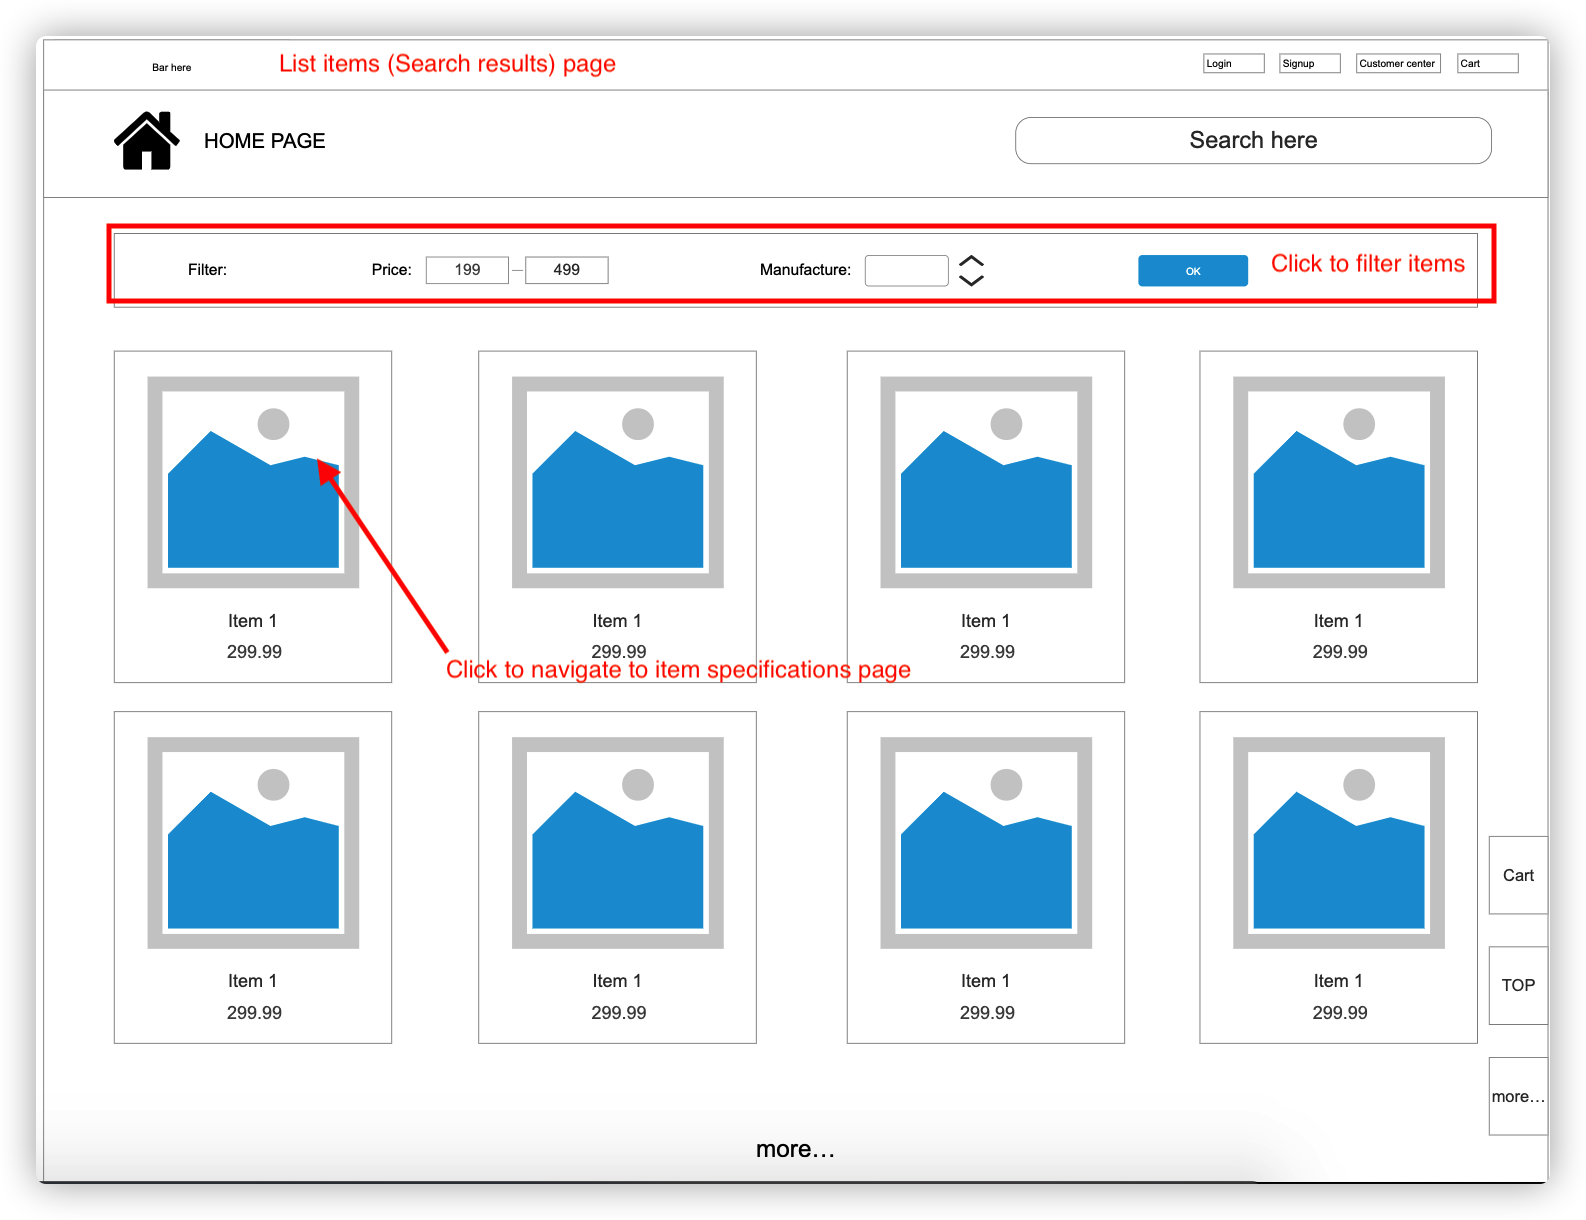 Bar here
List items (Search results) page
Login
Signup
Customer center
Cart
HOME PAGE
Search here
Filter:
Price:
199
499
Manufacture:
OK
Click to filter items
Item 1
299.99
Item 1
299.99
Item 1
299.99
Item 1
299.99
Click to navigate to item specifications page
Item 1
299.99
Item 1
299.99
Item 1
299.99
Item 1
299.99
Cart
TOP
more...
more...